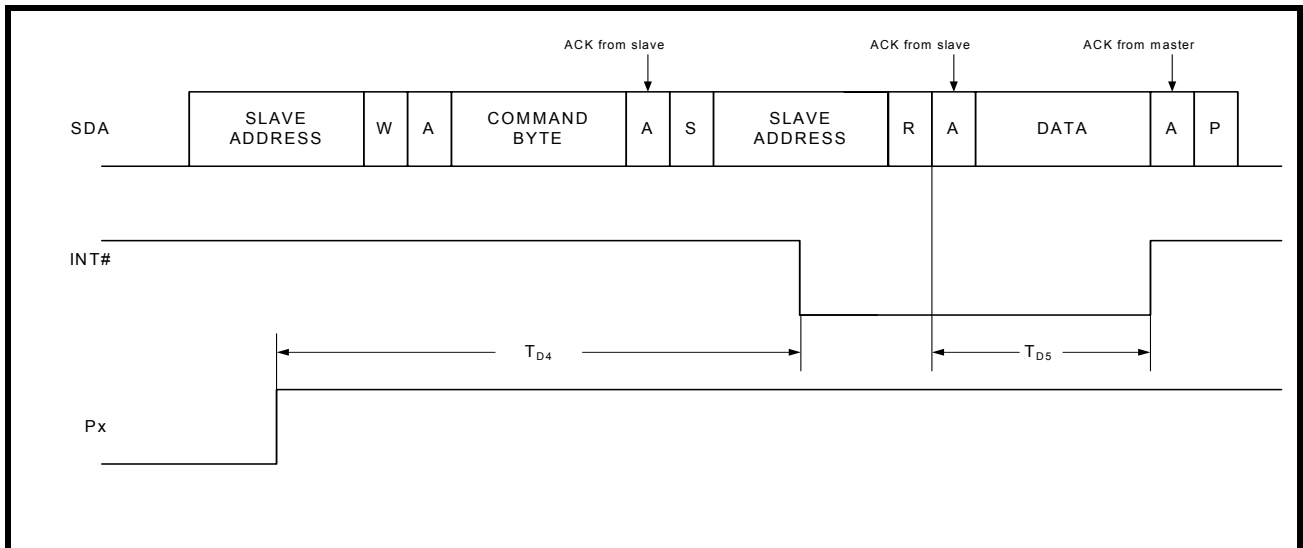 ACK from slave
ACK from slave
ACK from master
SDA
SLAVE
ADDRESS
W
A
COMMAND
BYTE
A
S
SLAVE
ADDRESS
R
A
DATA
A
P
INT#
TD4
TD5
Px